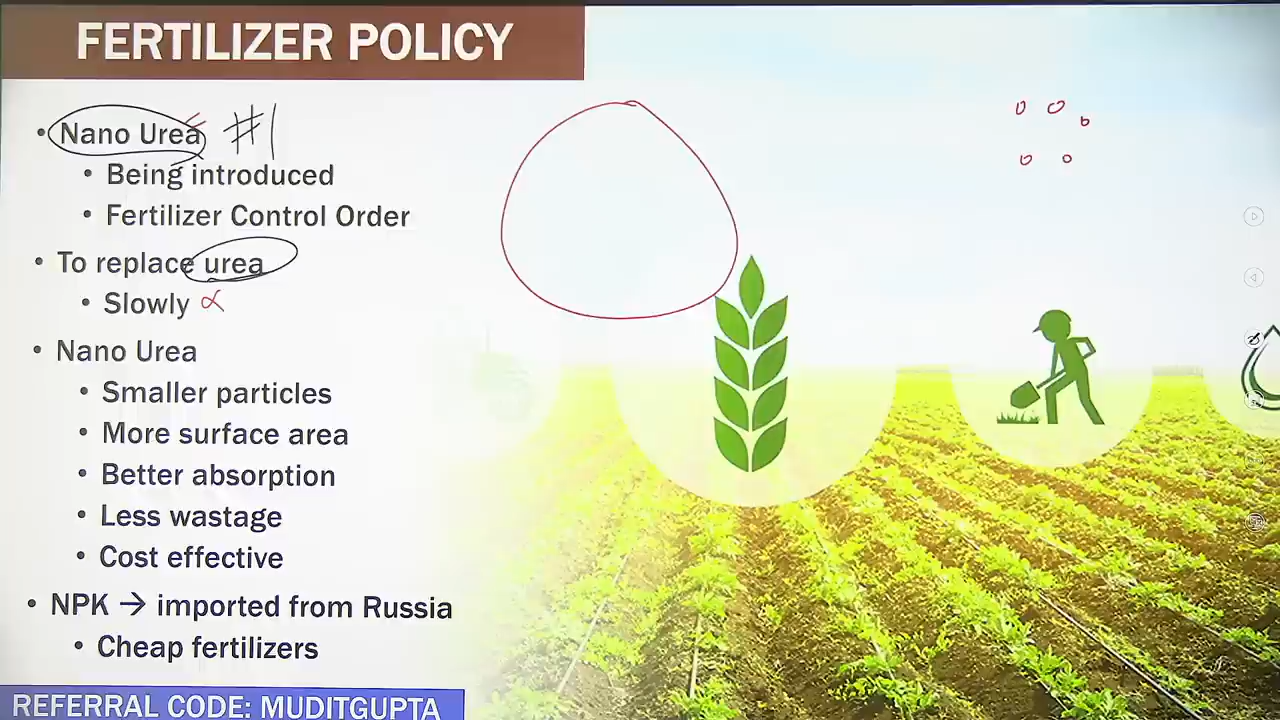 FERTILIZER POLICY
• Nano Urea #1
• Being introduced
• Fertilizer Control Order
• To replace urea
• Slowly
• Nano Urea
• Smaller particles
• More surface area
• Better absorption
• Less wastage
• Cost effective
• NPK → imported from Russia
• Cheap fertilizers
REFERRAL CODE: MUDITGUPTA